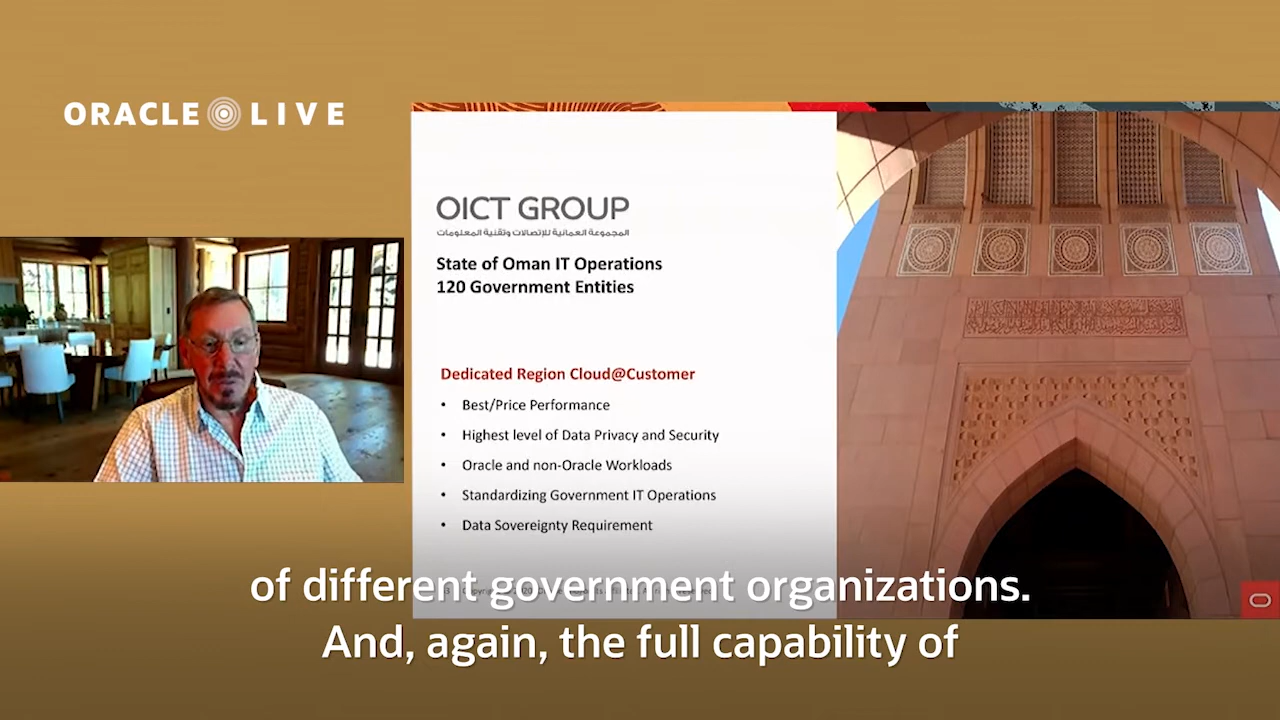 ORACLE LIVE
OICT GROUP
المجموعة العمانية للإتصالات وتقنية المعلومات
State of Oman IT Operations
120 Government Entities
Dedicated Region Cloud@Customer
• Best/Price Performance
• Highest level of Data Privacy and Security
• Oracle and non-Oracle Workloads
• Standardizing Government IT Operations
• Data Sovereignty Requirement
of different government organizations.
And, again, the full capability of